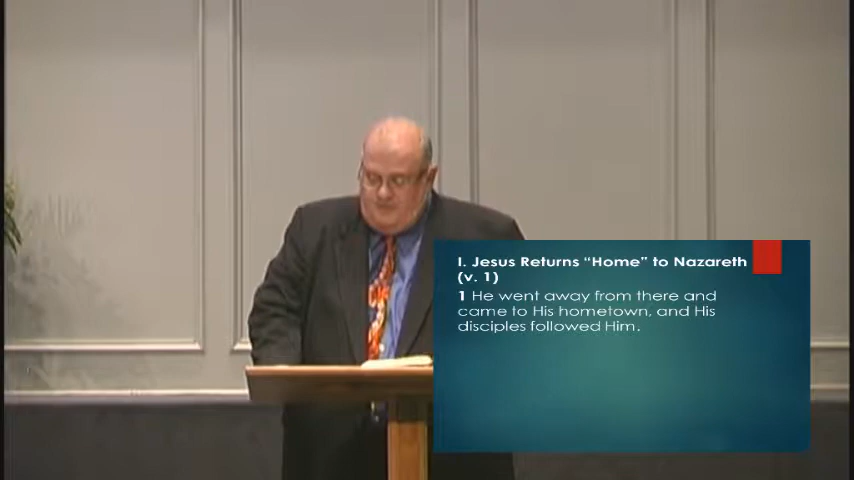 I. Jesus Returns “Home” to Nazareth
(v. 1)
1 He went away from there and
came to His hometown, and His
disciples followed Him.